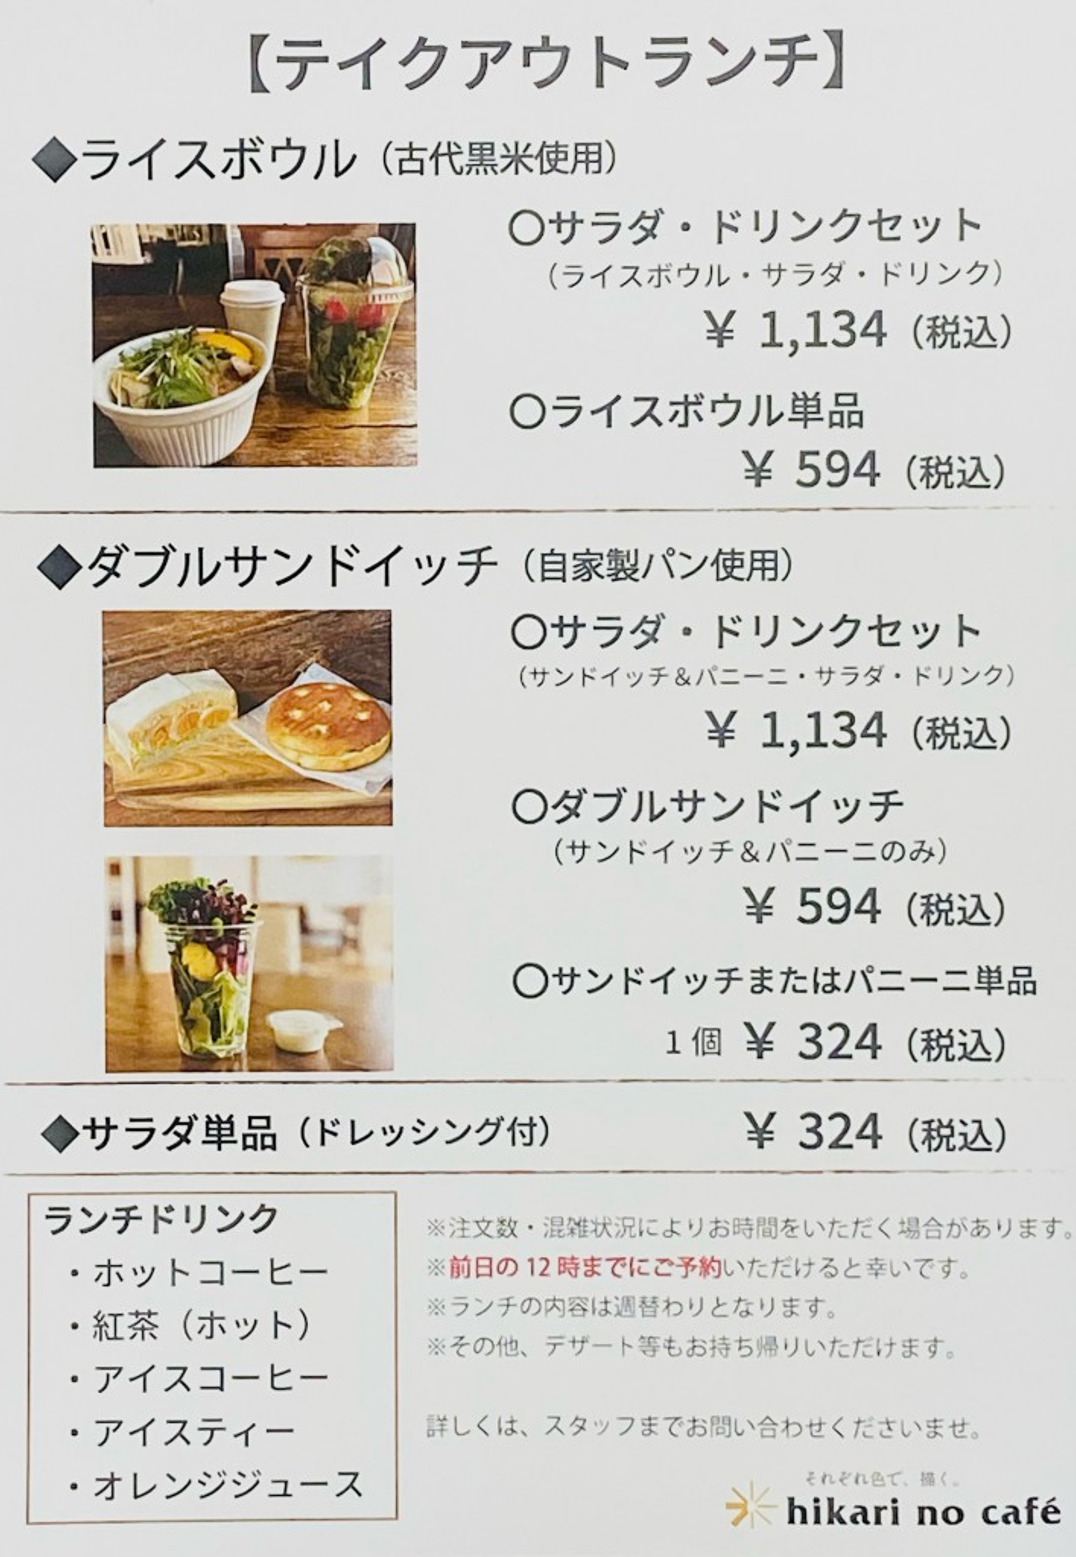 【テイクアウトランチ】
◆ライスボウル（古代黒米使用）
〇サラダ・ドリンクセット
（ライスボウル・サラダ・ドリンク）
￥ 1,134（税込）
〇ライスボウル単品
￥ 594（税込）
◆ダブルサンドイッチ（自家製パン使用）
〇サラダ・ドリンクセット
（サンドイッチ＆パニーニ・サラダ・ドリンク）
￥ 1,134（税込）
〇ダブルサンドイッチ
（サンドイッチ＆パニーニのみ）
￥ 594（税込）
〇サンドイッチまたはパニーニ単品
1個 ￥ 324（税込）
◆サラダ単品（ドレッシング付） ￥ 324（税込）
ランチドリンク
・ホットコーヒー
・紅茶（ホット）
・アイスコーヒー
・アイスティー
・オレンジジュース
※注文数・混雑状況によりお時間をいただく場合があります。
※前日の12時までにご予約いただけると幸いです。
※ランチの内容は週替わりとなります。
※その他、デザート等もお持ち帰りいただけます。
詳しくは、スタッフまでお問い合わせくださいませ。
それぞれ色で、描く。
hikari no café